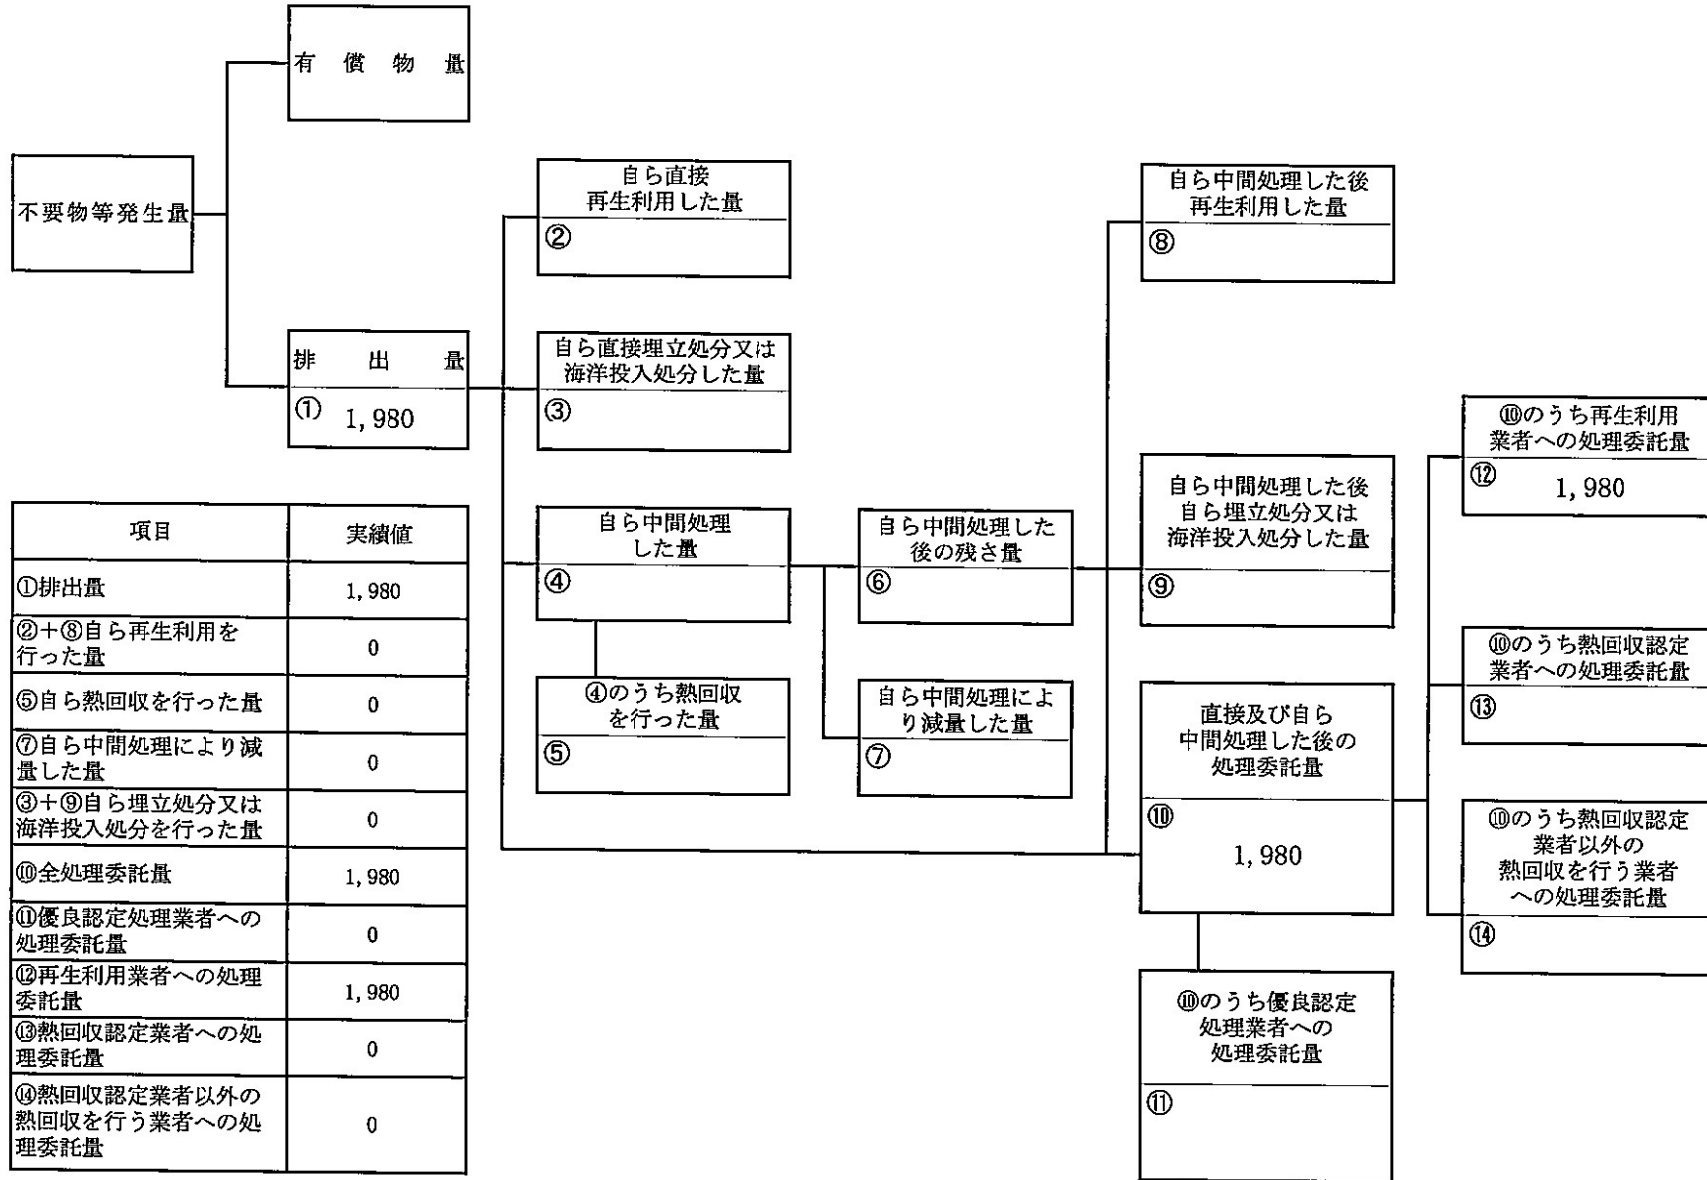 有償物量
不要物等発生量
排出量
① 1,980
自ら直接
再生利用した量
②
自ら直接埋立処分又は
海洋投入処分した量
③
自ら中間処理
した量
④
④のうち熱回収
を行った量
⑤
自ら中間処理した
後の残さ量
⑥
自ら中間処理によ
り減量した量
⑦
自ら中間処理した後
再生利用した量
⑧
自ら中間処理した後
自ら埋立処分又は
海洋投入処分した量
⑨
直接及び自ら
中間処理した後の
処理委託量
⑩
1,980
⑩のうち優良認定
処理業者への
処理委託量
⑪
⑩のうち再生利用
業者への処理委託量
⑫ 1,980
⑩のうち熱回収認定
業者への処理委託量
⑬
⑩のうち熱回収認定
業者以外の
熱回収を行う業者
への処理委託量
⑭
項目 実績値
①排出量 1,980
②+⑧自ら再生利用を
行った量 0
⑤自ら熱回収を行った量 0
⑦自ら中間処理により減
量した量 0
③+⑨自ら埋立処分又は
海洋投入処分を行った量 0
⑩全処理委託量 1,980
⑪優良認定処理業者への
処理委託量 0
⑫再生利用業者への処理
委託量 1,980
⑬熱回収認定業者への処
理委託量 0
⑭熱回収認定業者以外の
熱回収を行う業者への処
理委託量 0